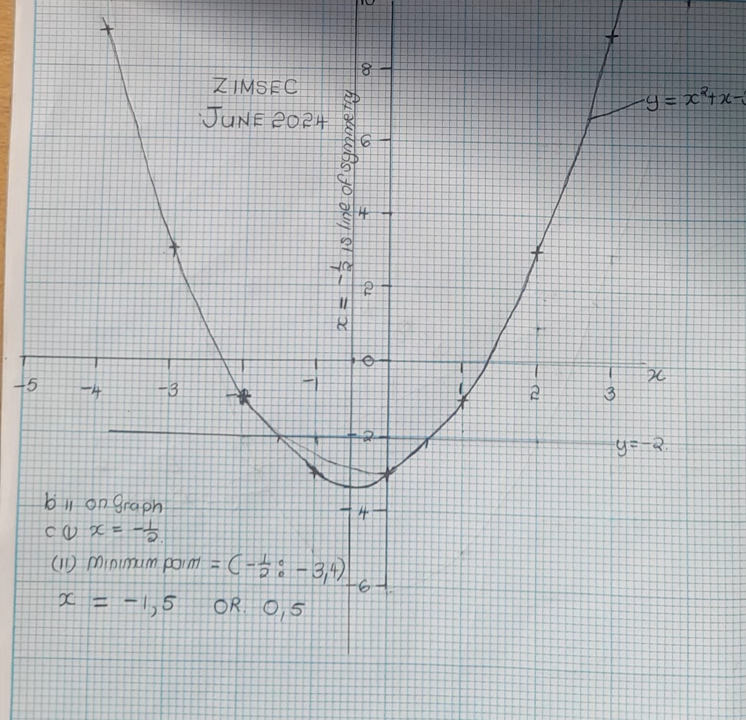 10
ZIMSEC
JUNE 2024
8
y = x²+x-
6
x = -1/2 is line of symmetry
4
2
0
-5 -4 -3 -2 -1 1 2 3 x
-2
y=-2
b II on graph
c (I) x = -1/2
-4
(II) Minimum point = (-1/2 ; -3,4)
-6
x = -1,5 OR. 0,5